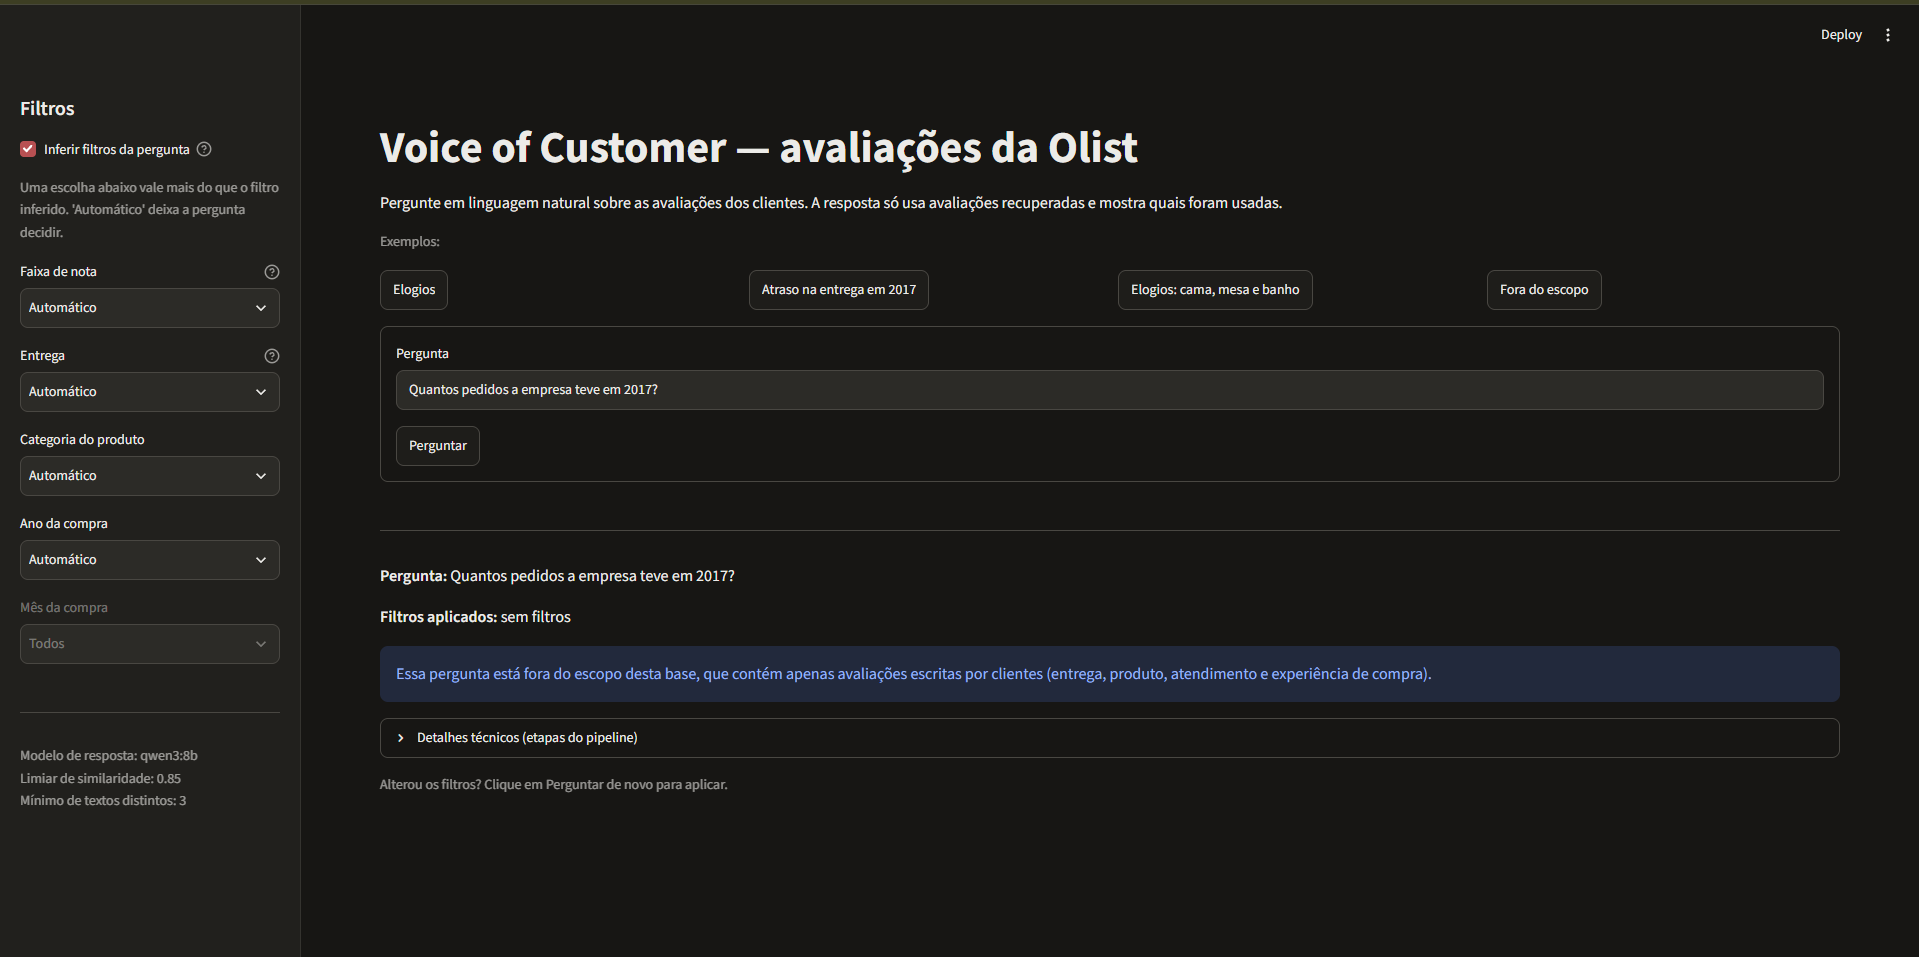 Deploy
Filtros
Inferir filtros da pergunta
Uma escolha abaixo vale mais do que o filtro
inferido. 'Automático' deixa a pergunta
decidir.
Faixa de nota
Automático
Entrega
Automático
Categoria do produto
Automático
Ano da compra
Automático
Mês da compra
Todos
Modelo de resposta: qwen3:8b
Limiar de similaridade: 0.85
Mínimo de textos distintos: 3
Voice of Customer — avaliações da Olist
Pergunte em linguagem natural sobre as avaliações dos clientes. A resposta só usa avaliações recuperadas e mostra quais foram usadas.
Exemplos:
Elogios
Atraso na entrega em 2017
Elogios: cama, mesa e banho
Fora do escopo
Pergunta
Quantos pedidos a empresa teve em 2017?
Perguntar
Pergunta: Quantos pedidos a empresa teve em 2017?
Filtros aplicados: sem filtros
Essa pergunta está fora do escopo desta base, que contém apenas avaliações escritas por clientes (entrega, produto, atendimento e experiência de compra).
Detalhes técnicos (etapas do pipeline)
Alterou os filtros? Clique em Perguntar de novo para aplicar.